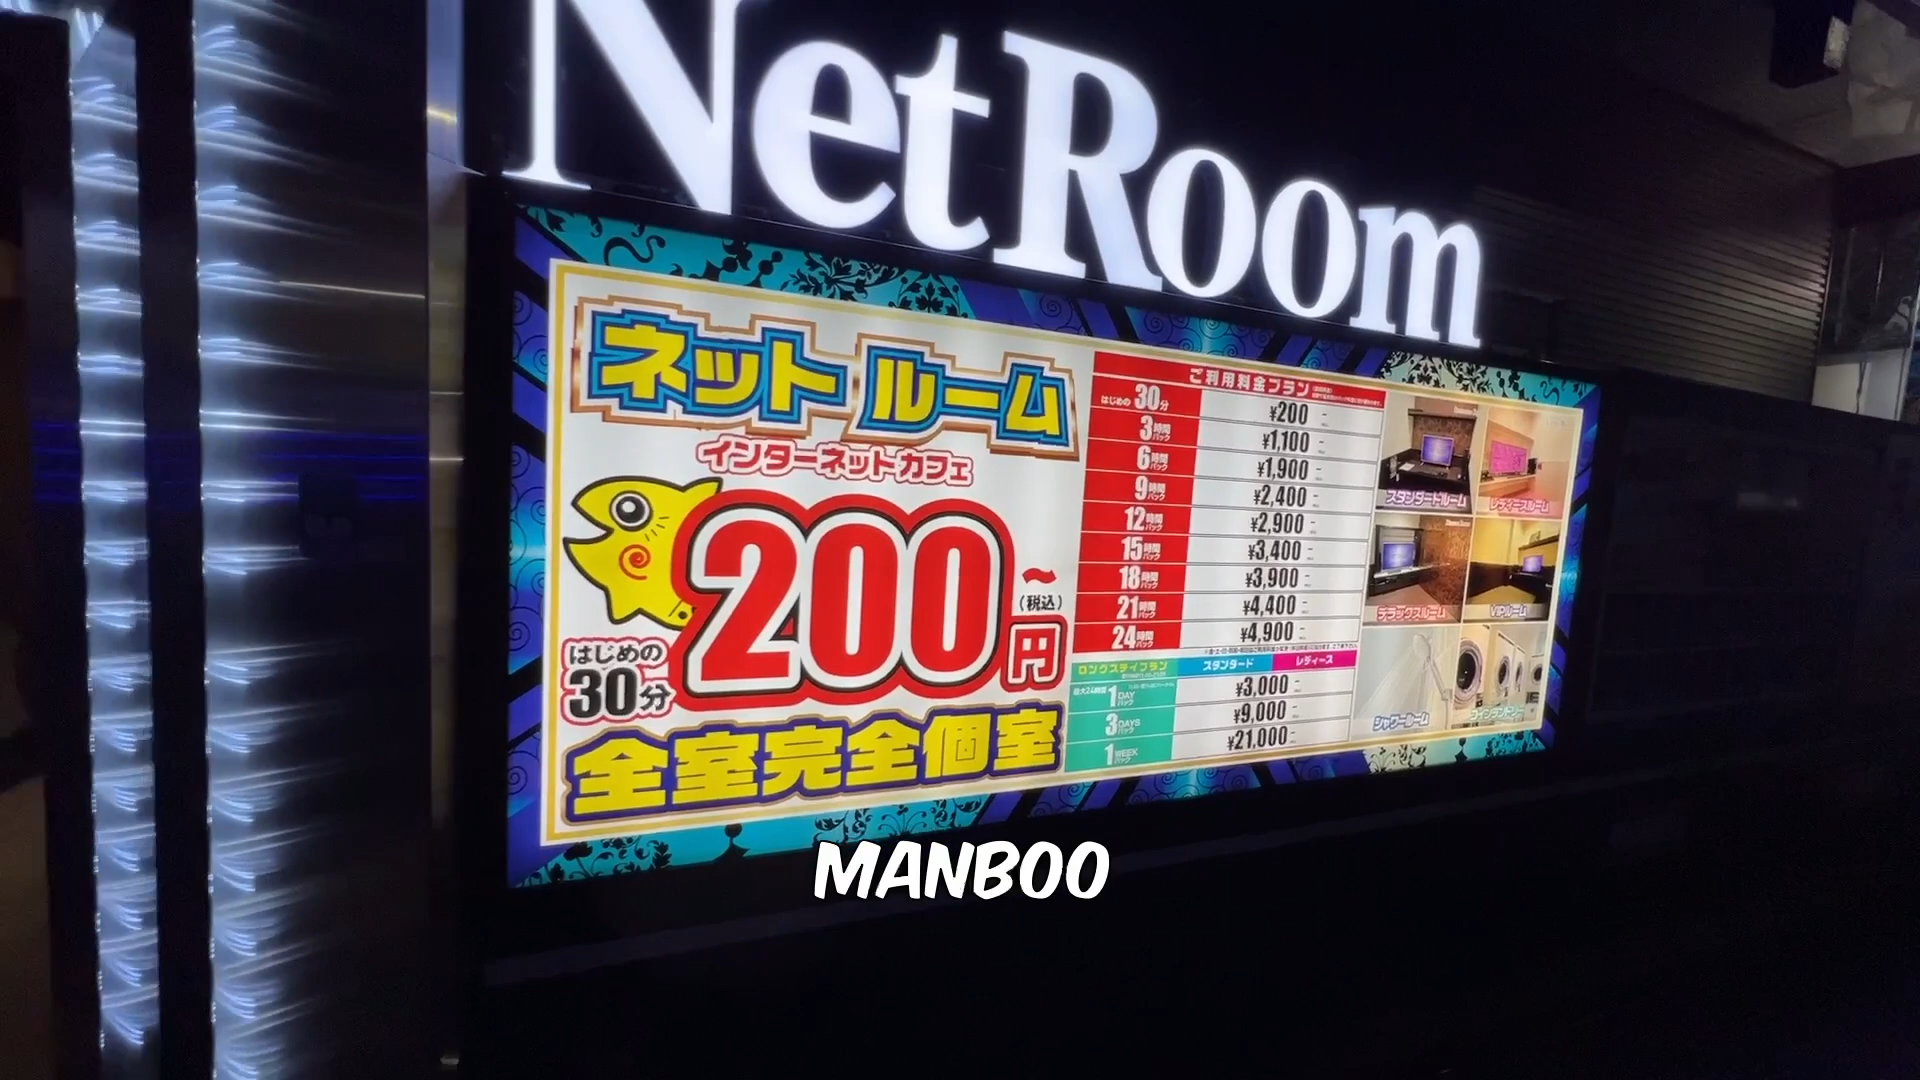 NetRoom
ネット ルーム
インターネットカフェ
はじめの
30分
200円~
(税込)
全室完全個室
ご利用料金プラン
はじめの 30分 ¥200-
3時間パック ¥1,100-
6時間パック ¥1,900-
9時間パック ¥2,400-
12時間パック ¥2,900-
15時間パック ¥3,400-
18時間パック ¥3,900-
21時間パック ¥4,400-
24時間パック ¥4,900-
ロングステイプラン スタンダード レディース
最大24時間 1DAYパック ¥3,000-
3DAYSパック ¥9,000-
1WEEKパック ¥21,000-
スタンダードルーム
レディースルーム
デラックスルーム
VIPルーム
シャワールーム
コインランドリー
MANBOO